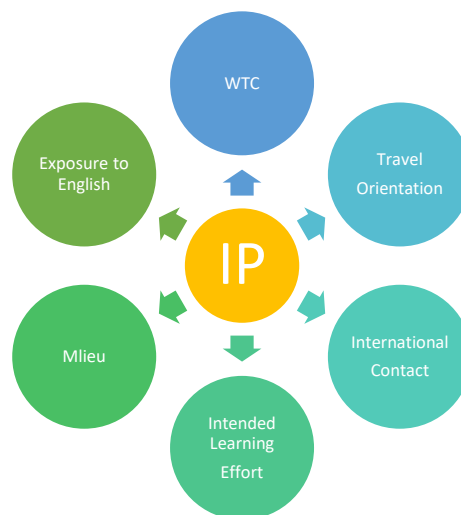 WTC
Travel
Orientation
International
Contact
Intended
Learning
Effort
Mlieu
Exposure to
English
IP